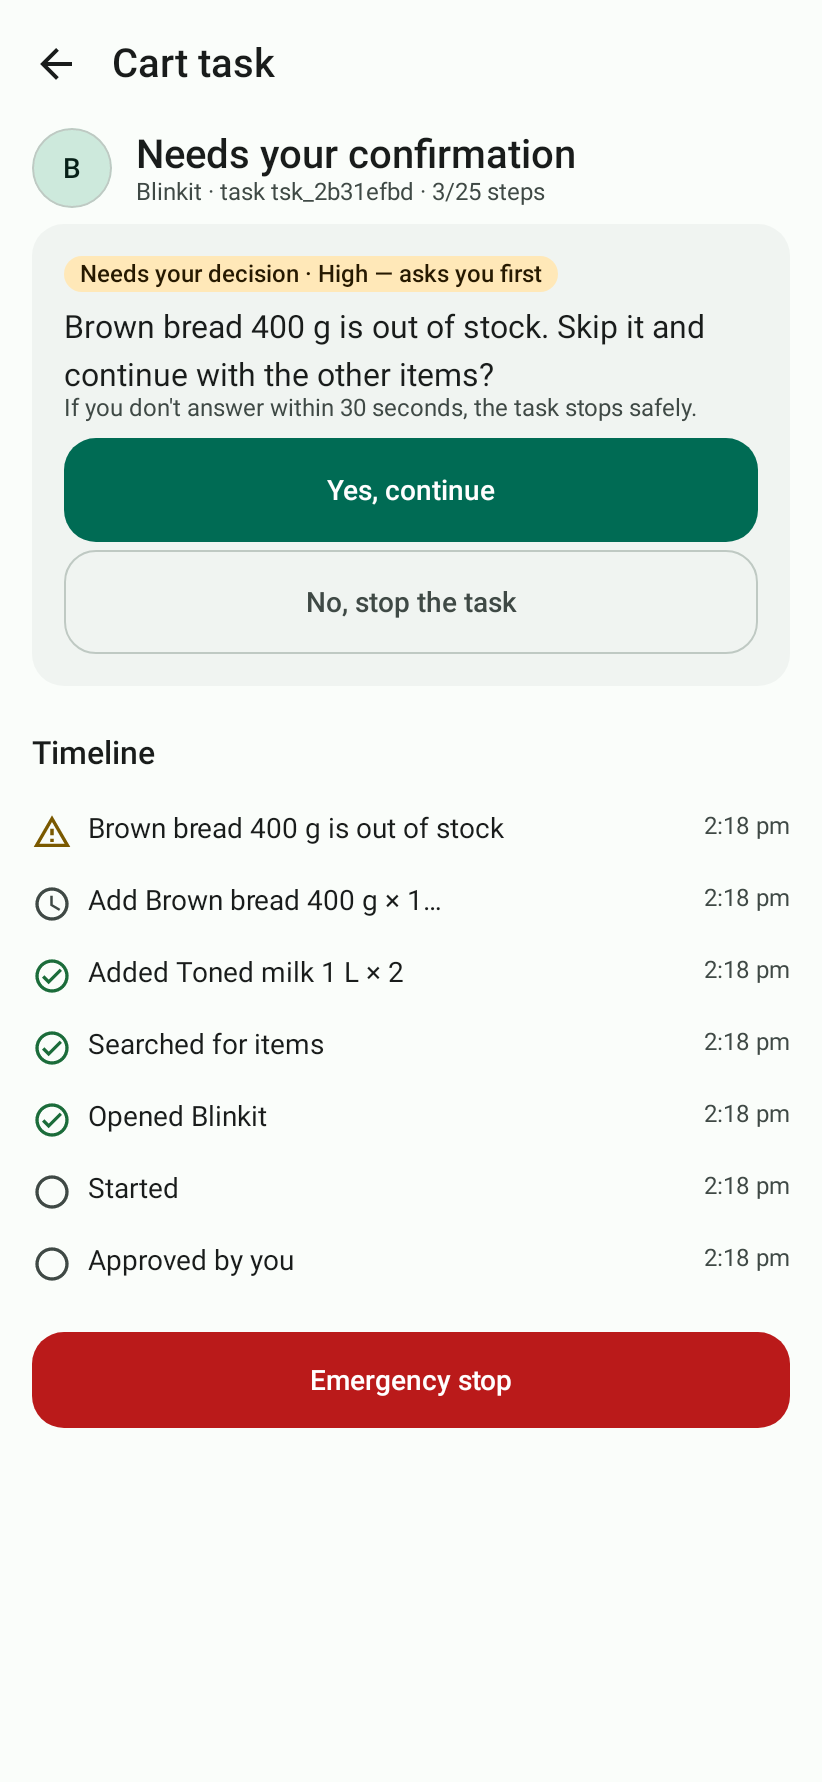 Cart task
B
Needs your confirmation
Blinkit · task tsk_2b31efbd · 3/25 steps
Needs your decision · High — asks you first
Brown bread 400 g is out of stock. Skip it and
continue with the other items?
If you don't answer within 30 seconds, the task stops safely.
Yes, continue
No, stop the task
Timeline
Brown bread 400 g is out of stock 2:18 pm
Add Brown bread 400 g × 1… 2:18 pm
Added Toned milk 1 L × 2 2:18 pm
Searched for items 2:18 pm
Opened Blinkit 2:18 pm
Started 2:18 pm
Approved by you 2:18 pm
Emergency stop